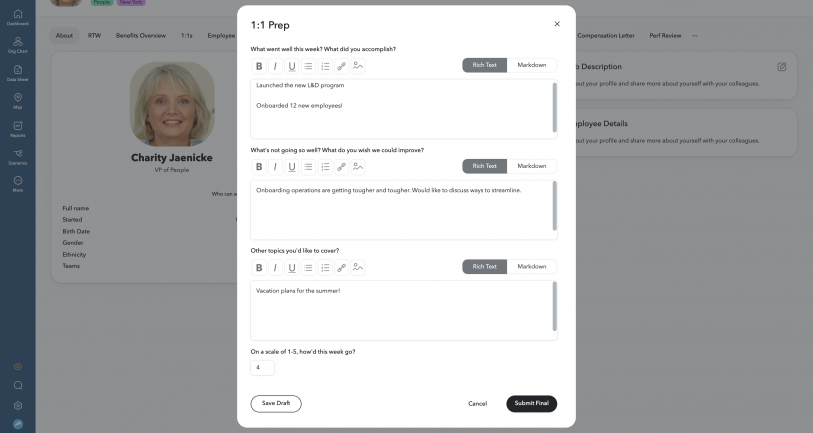 People
New-York
Dashboard
Org Chart
Data Sheet
Map
Reports
Scenarios
More
About
RTW
Benefits Overview
1:1s
Employee
Compensation Letter
Perf Review
Charity Jaenicke
VP of People
Who can
Full name
Started
Birth Date
Gender
Ethnicity
Teams
b Description
out your profile and share more about yourself with your colleagues.
ployee Details
out your profile and share more about yourself with your colleagues.
1:1 Prep
What went well this week? What did you accomplish?
B I U
Rich Text
Markdown
Launched the new L&D program
Onboarded 12 new employees!
What's not going so well? What do you wish we could improve?
B I U
Rich Text
Markdown
Onboarding operations are getting tougher and tougher. Would like to discuss ways to streamline.
Other topics you'd like to cover?
B I U
Rich Text
Markdown
Vacation plans for the summer!
On a scale of 1-5, how'd this week go?
4
Save Draft
Cancel
Submit Final